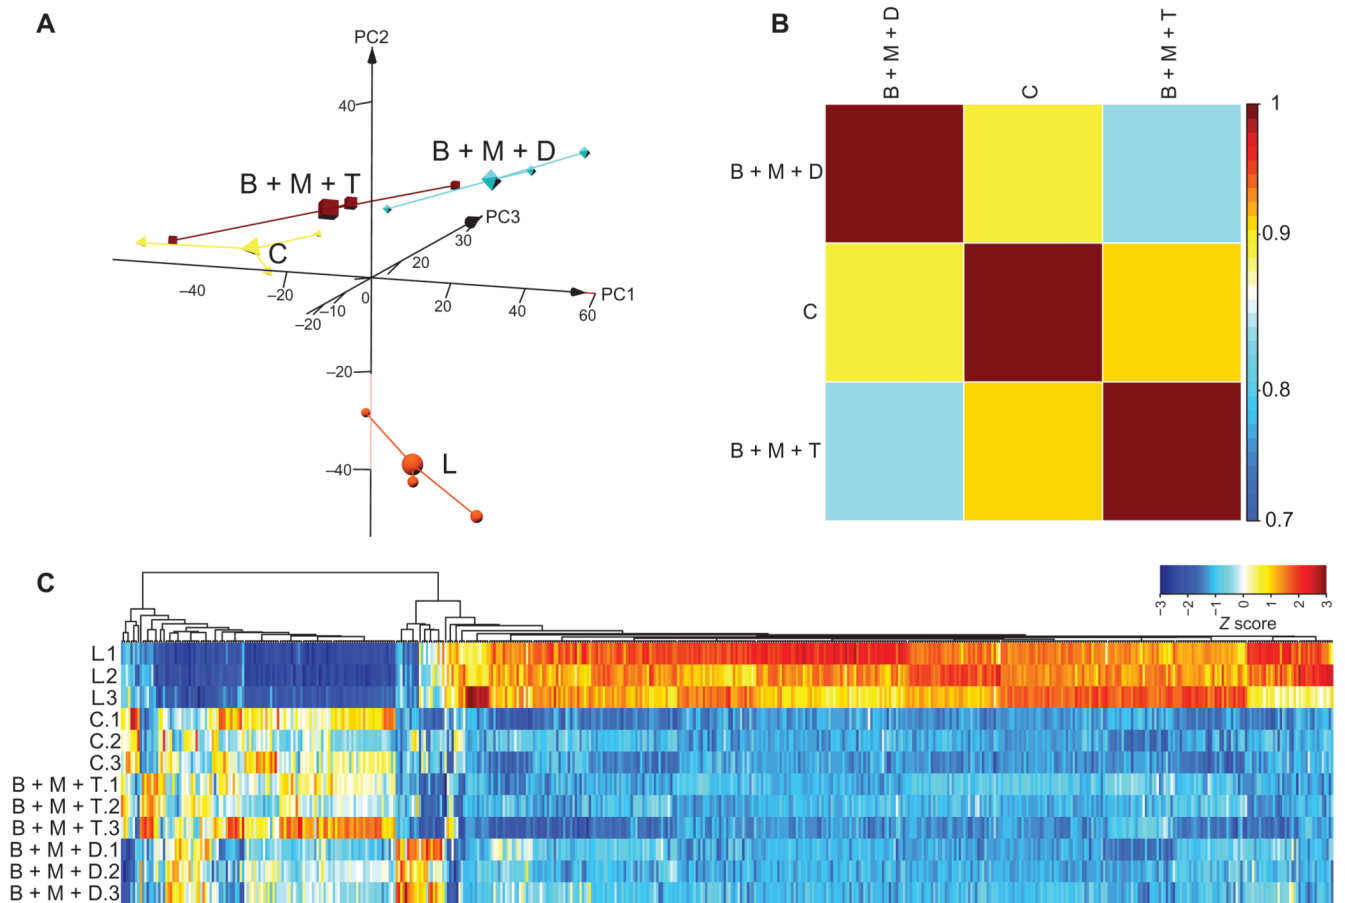 A
PC2
40
B + M + D
B + M + T
PC3
30
C
20
PC1
–40
–20
0
20
40
60
–10
–20
–20
–40
L
B
B + M + D
C
B + M + T
1
B + M + D
0.9
C
0.8
B + M + T
0.7
C
–3
–2
–1
0
1
2
3
Z score
L1
L2
L3
C.1
C.2
C.3
B + M + T.1
B + M + T.2
B + M + T.3
B + M + D.1
B + M + D.2
B + M + D.3